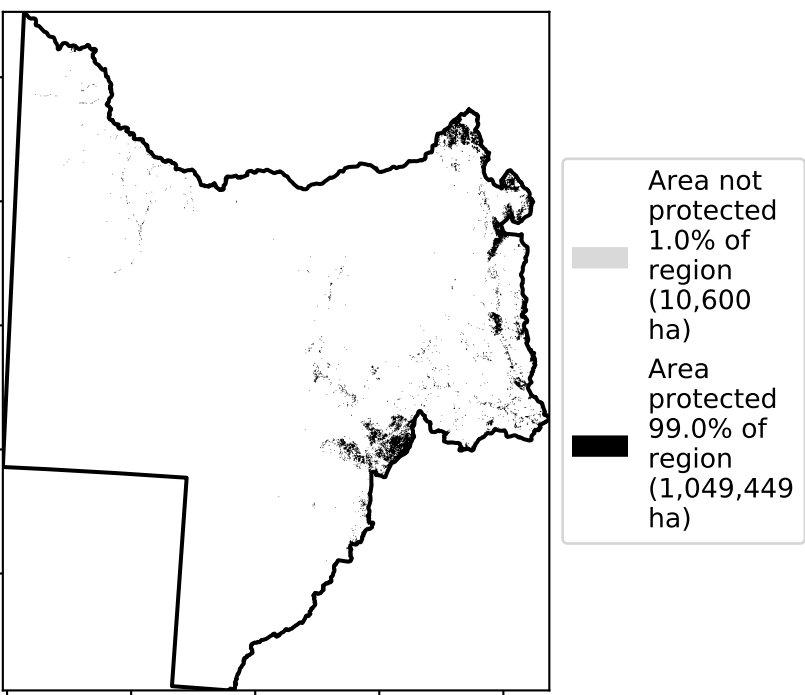 Area not
protected
1.0% of
region
(10,600
ha)
Area
protected
99.0% of
region
(1,049,449
ha)